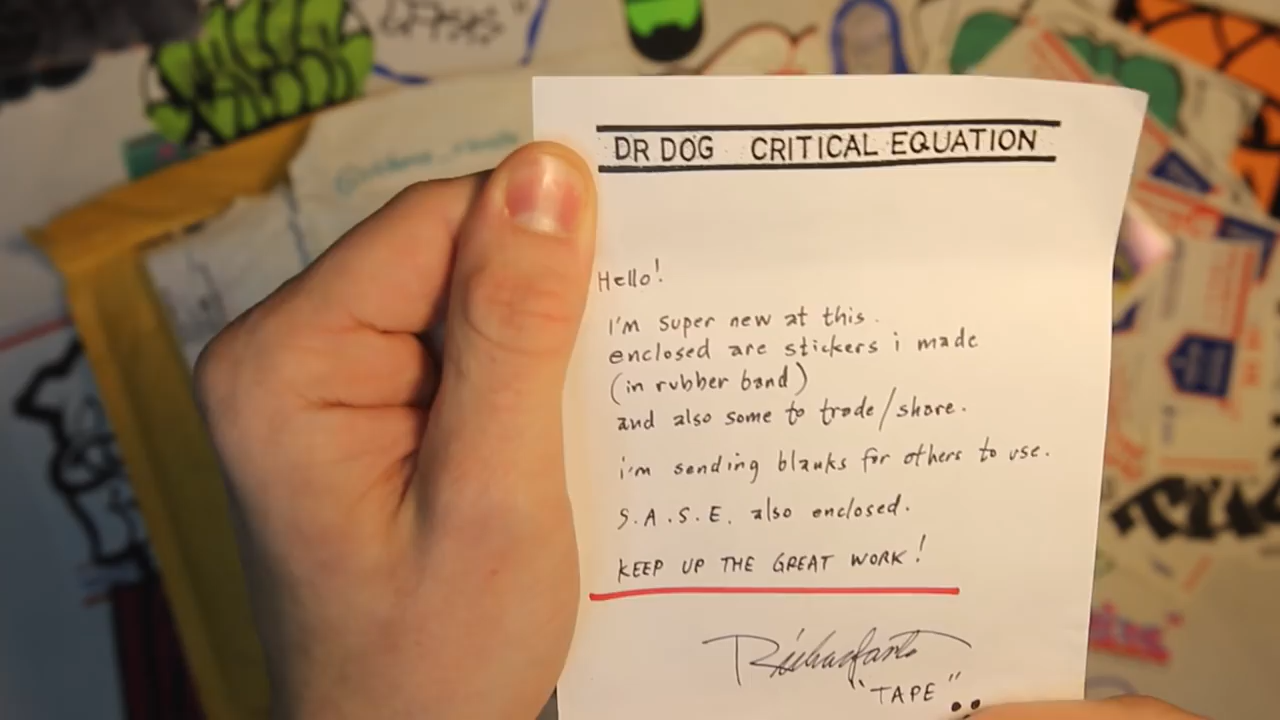 DR DOG CRITICAL EQUATION
Hello!
I'm super new at this.
enclosed are stickers i made
(in rubber band)
and also some to trade/share.
i'm sending blanks for others to use.
S.A.S.E. also enclosed.
KEEP UP THE GREAT WORK!
"TAPE"